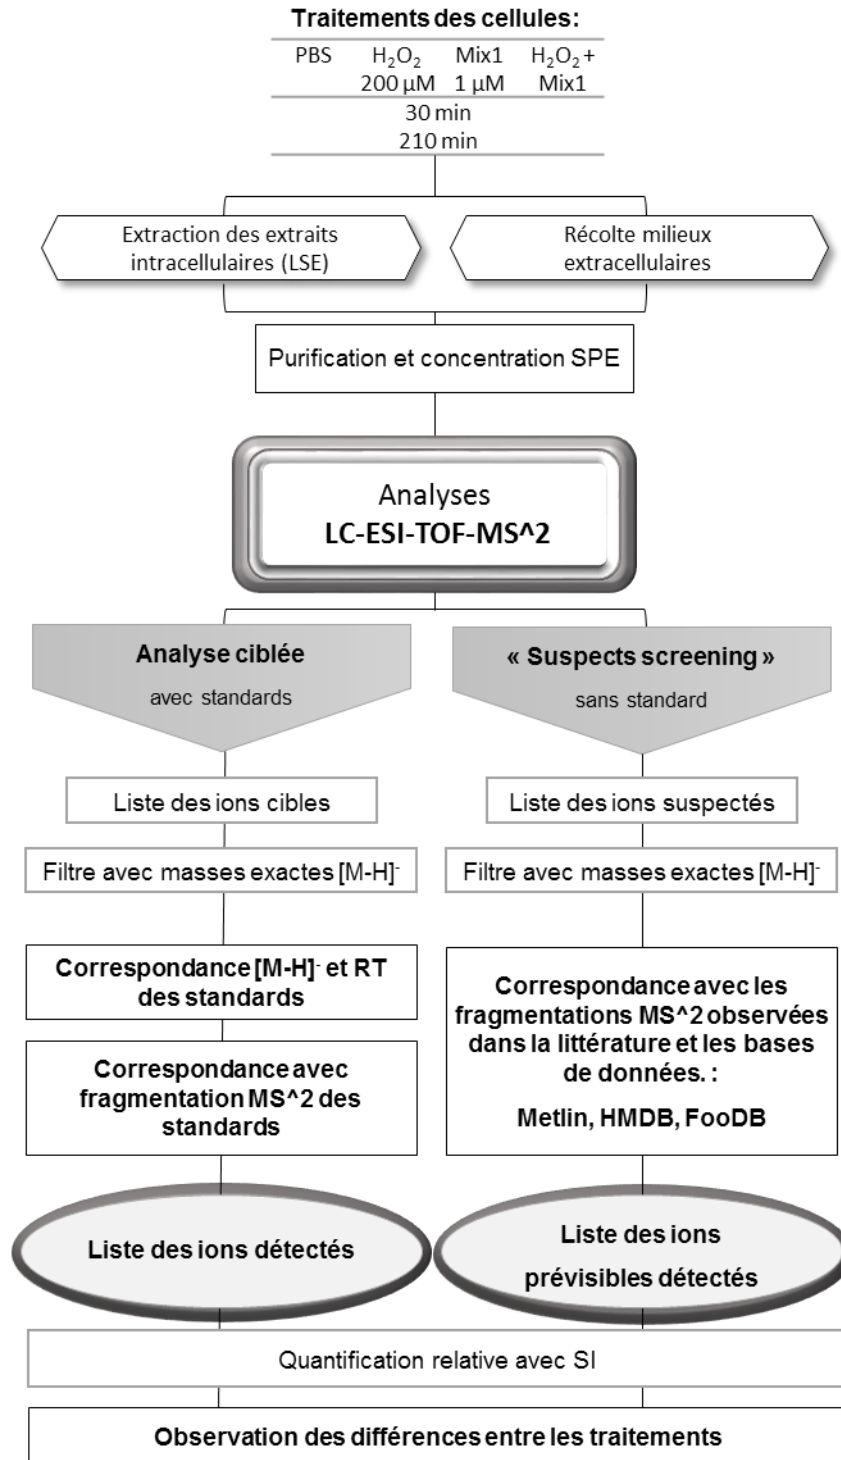 Traitements des cellules:
PBS H₂O₂ Mix1 H₂O₂ +
200 µM 1 µM Mix1
30 min
210 min
Extraction des extraits
intracellulaires (LSE)
Récolte milieux
extracellulaires
Purification et concentration SPE
Analyses
LC-ESI-TOF-MS^2
Analyse ciblée
avec standards
« Suspects screening »
sans standard
Liste des ions cibles
Liste des ions suspectés
Filtre avec masses exactes [M-H]⁻
Filtre avec masses exactes [M-H]⁻
Correspondance [M-H]⁻ et RT
des standards
Correspondance avec
fragmentation MS^2 des
standards
Correspondance avec les
fragmentations MS^2 observées
dans la littérature et les bases
de données. :
Metlin, HMDB, FooDB
Liste des ions détectés
Liste des ions
prévisibles détectés
Quantification relative avec SI
Observation des différences entre les traitements